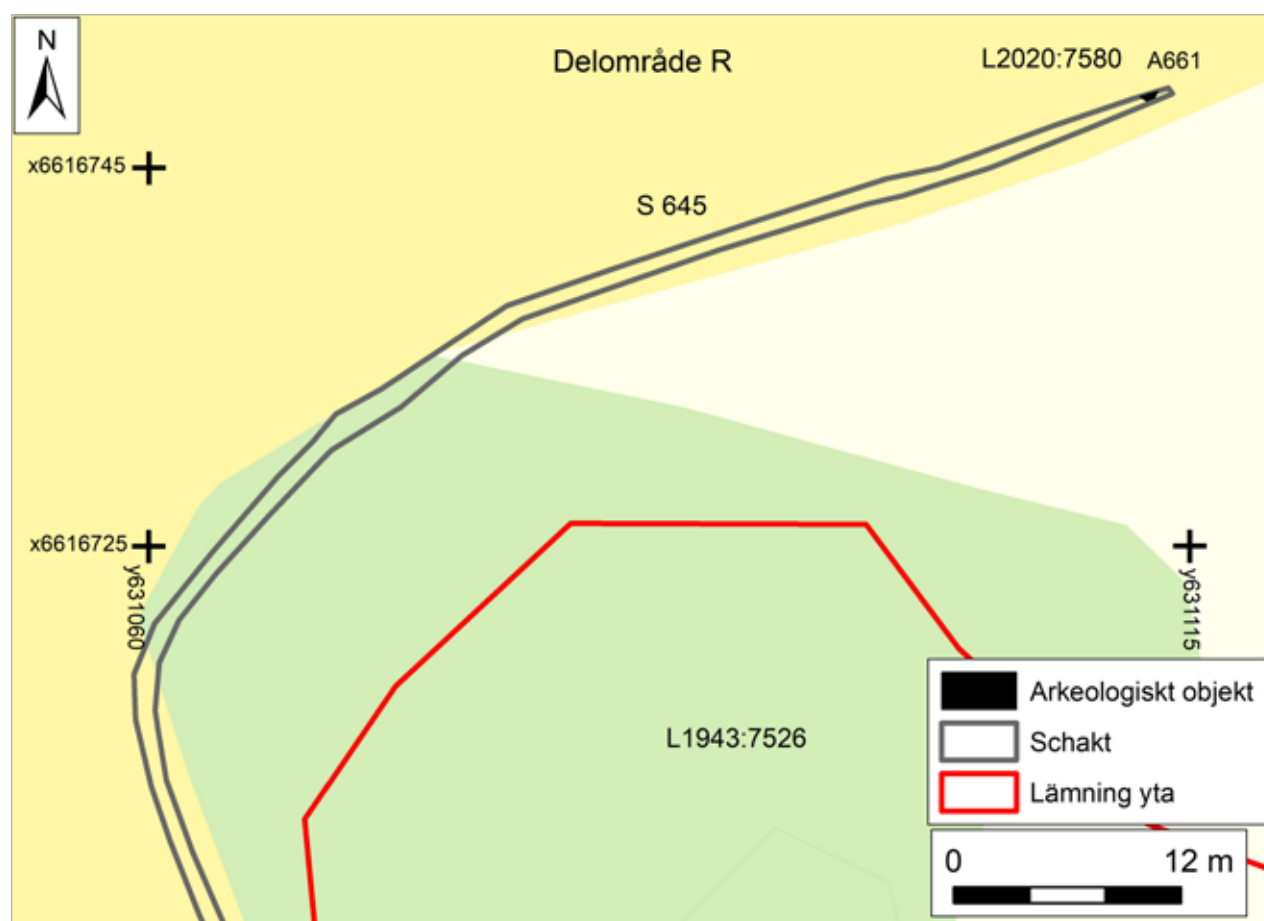 N
Delområde R
L2020:7580
A661
x6616745
S 645
x6616725
y631060
y631115
L1943:7526
Arkeologiskt objekt
Schakt
Lämning yta
0 12 m